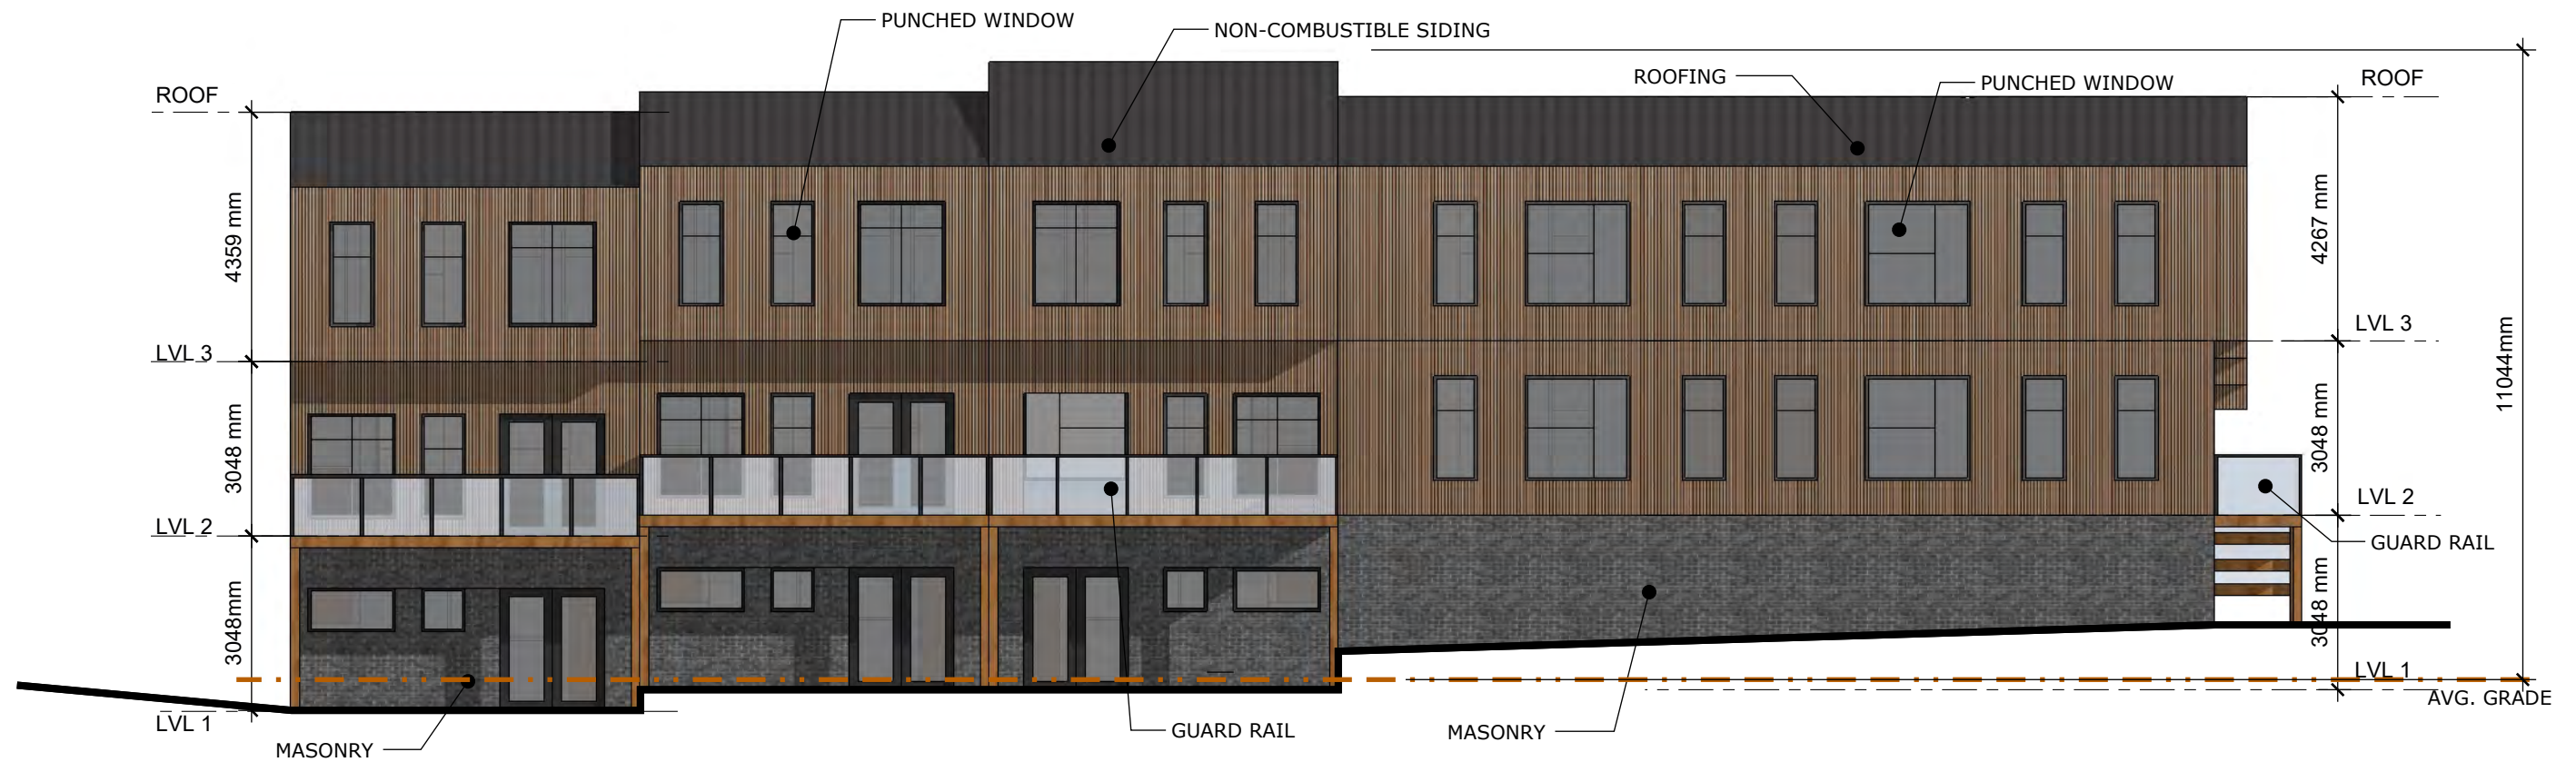 PUNCHED WINDOW
NON-COMBUSTIBLE SIDING
ROOFING
PUNCHED WINDOW
ROOF
ROOF
4359 mm
4267 mm
11044mm
LVL 3
LVL 3
3048 mm
3048 mm
LVL 2
LVL 2
GUARD RAIL
3048mm
3048 mm
LVL 1
AVG. GRADE
LVL 1
MASONRY
GUARD RAIL
MASONRY